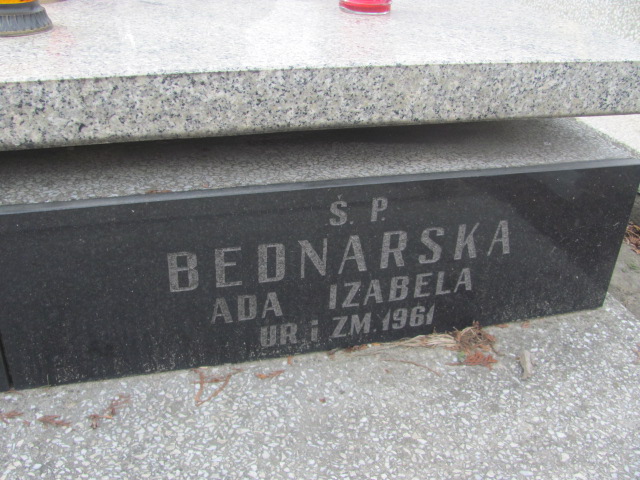 Ś. P.
BEDNARSKA
ADA IZABELA
UR. i ZM. 1961